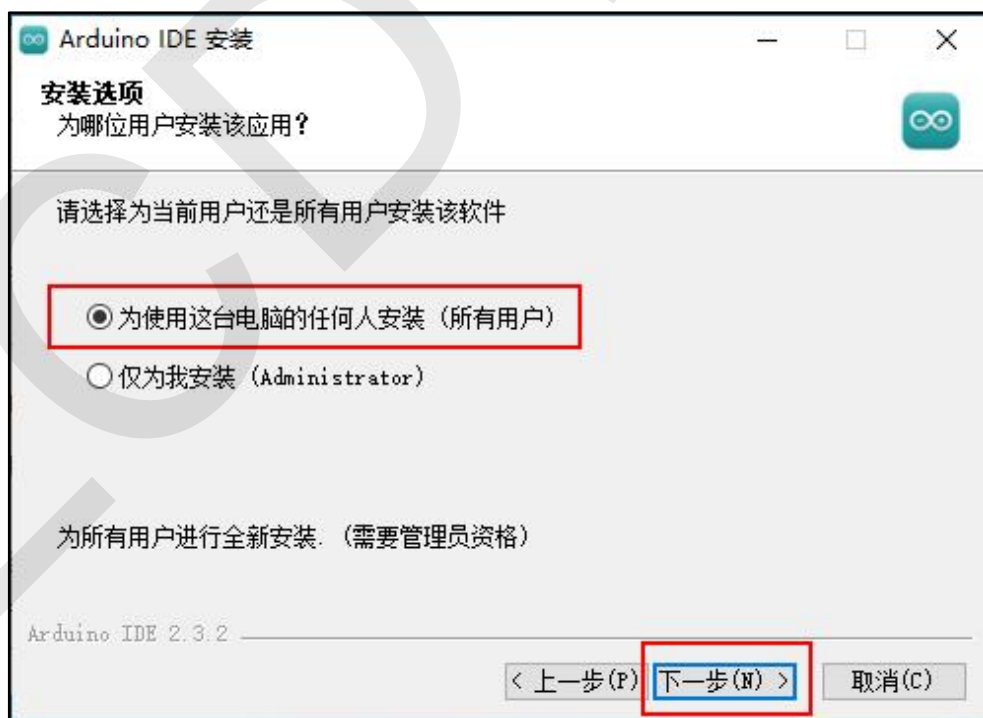 Arduino IDE 安装
安装选项
为哪位用户安装该应用?
请选择为当前用户还是所有用户安装该软件
为使用这台电脑的任何人安装（所有用户）
仅为我安装（Administrator）
为所有用户进行全新安装.（需要管理员资格）
Arduino IDE 2.3.2
< 上一步(P) 下一步(N) > 取消(C)